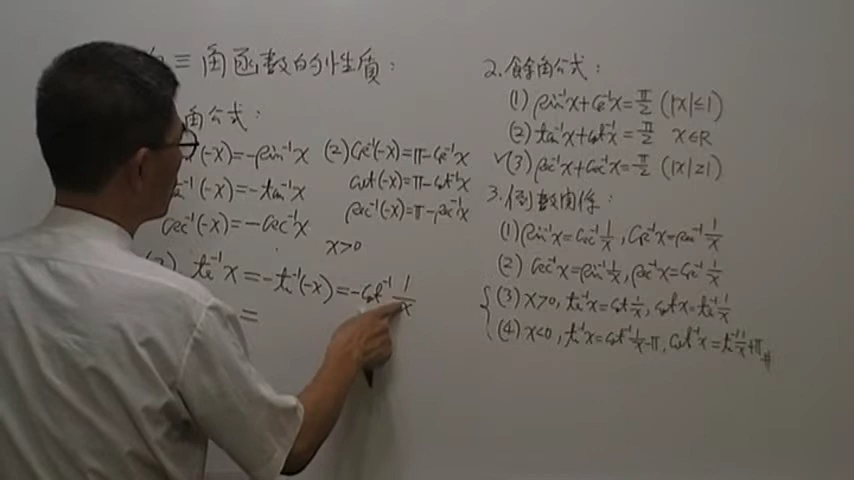 三角函数的性質:
角公式:
(-x)=-sin⁻¹x (2)cos⁻¹(-x)=π-cos⁻¹x
(-x)=-tan⁻¹x cot⁻¹(-x)=π-cot⁻¹x
csc⁻¹(-x)=-csc⁻¹x sec⁻¹(-x)=π-sec⁻¹x
x>0
tan⁻¹x=-tan⁻¹(-x)=-cot⁻¹ 1/x
=
2.餘角公式:
(1)sin⁻¹x+cos⁻¹x=π/2 (|x|≤1)
(2)tan⁻¹x+cot⁻¹x=π/2 x∈R
√(3)sec⁻¹x+csc⁻¹x=π/2 (|x|≥1)
3.倒數関係:
(1)sin⁻¹x=csc⁻¹ 1/x, cos⁻¹x=sec⁻¹ 1/x
(2)csc⁻¹x=sin⁻¹ 1/x, sec⁻¹x=cos⁻¹ 1/x
(3)x>0, tan⁻¹x=cot⁻¹ 1/x, cot⁻¹x=tan⁻¹ 1/x
(4)x<0, tan⁻¹x=cot⁻¹ 1/x-π, cot⁻¹x=tan⁻¹ 1/x+π #